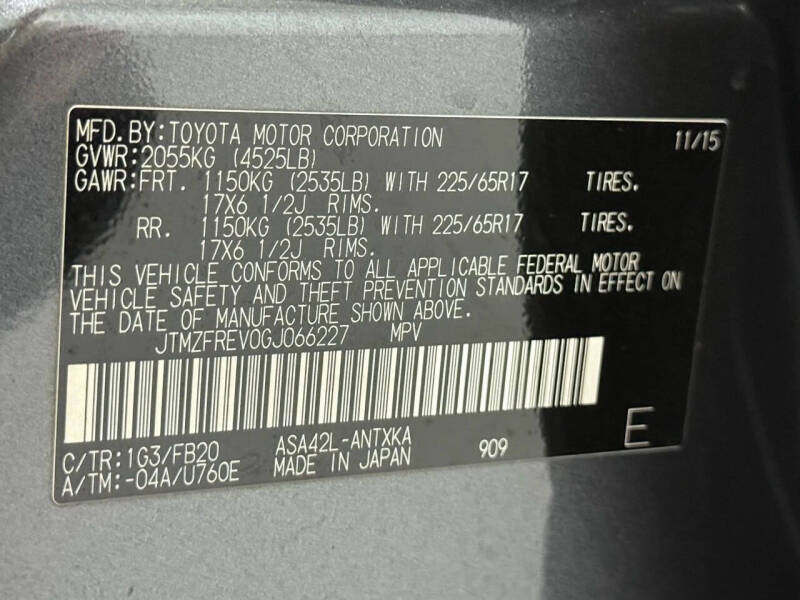 MFD.BY:TOYOTA MOTOR CORPORATION 11/15
GVWR:2055KG (4525LB)
GAWR:FRT. 1150KG (2535LB) WITH 225/65R17 TIRES.
17X6 1/2J RIMS.
RR. 1150KG (2535LB) WITH 225/65R17 TIRES.
17X6 1/2J RIMS.
THIS VEHICLE CONFORMS TO ALL APPLICABLE FEDERAL MOTOR
VEHICLE SAFETY AND THEFT PREVENTION STANDARDS IN EFFECT ON
THE DATE OF MANUFACTURE SHOWN ABOVE.
JTMZFREV0GJ066227 MPV
C/TR:1G3/FB20 ASA42L-ANTXKA E
A/TM:-04A/U760E MADE IN JAPAN 909